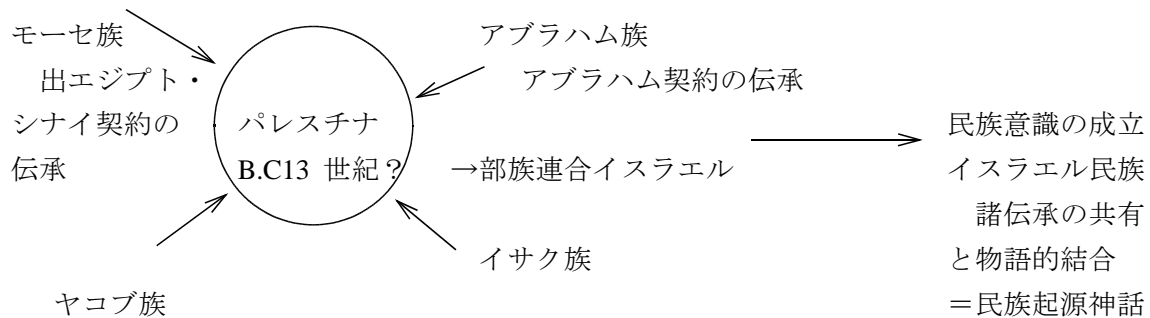 モーセ族
出エジプト・
シナイ契約の
伝承
パレスチナ
B.C13 世紀？
アブラハム族
アブラハム契約の伝承
→部族連合イスラエル
イサク族
ヤコブ族
民族意識の成立
イスラエル民族
諸伝承の共有
と物語的結合
＝民族起源神話